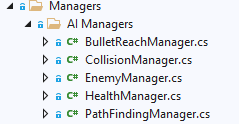 Managers
AI Managers
C# BulletReachManager.cs
C# CollisionManager.cs
C# EnemyManager.cs
C# HealthManager.cs
C# PathFindingManager.cs